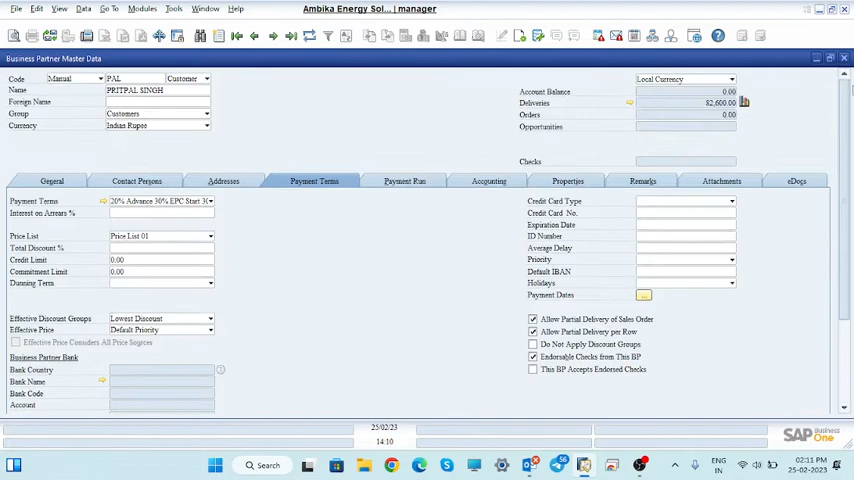 Ambika Energy Sol... | manager
File Edit View Data Go To Modules Tools Window Help
Business Partner Master Data
Code Manual PAL Customer
Name PRITPAL SINGH
Foreign Name
Group Customers
Currency Indian Rupee
Local Currency
Account Balance 0.00
Deliveries 82,600.00
Orders 0.00
Opportunities
Checks
General Contact Persons Addresses Payment Terms Payment Run Accounting Properties Remarks Attachments eDocs
Payment Terms 20% Advance 30% EPC Start 30
Interest on Arrears %
Price List Price List 01
Total Discount %
Credit Limit 0.00
Commitment Limit 0.00
Dunning Term
Effective Discount Groups Lowest Discount
Effective Price Default Priority
Effective Price Considers All Price Sources
Business Partner Bank
Bank Country
Bank Name
Bank Code
Account
Credit Card Type
Credit Card No.
Expiration Date
ID Number
Average Delay
Priority
Default IBAN
Holidays
Payment Dates ...
Allow Partial Delivery of Sales Order
Allow Partial Delivery per Row
Do Not Apply Discount Groups
Endorsable Checks from This BP
This BP Accepts Endorsed Checks
25/02/23
14:10
SAP Business One
Search
56
ENG
IN
02:11 PM
25-02-2023